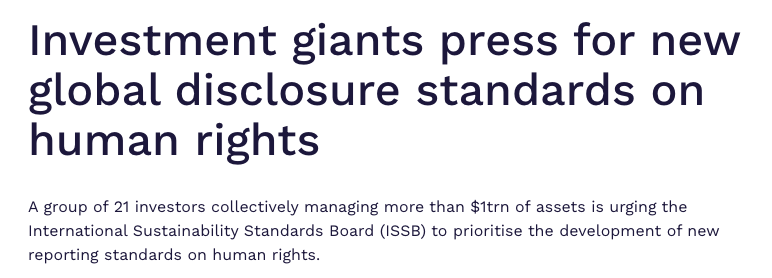 Investment giants press for new
global disclosure standards on
human rights
A group of 21 investors collectively managing more than $1trn of assets is urging the
International Sustainability Standards Board (ISSB) to prioritise the development of new
reporting standards on human rights.